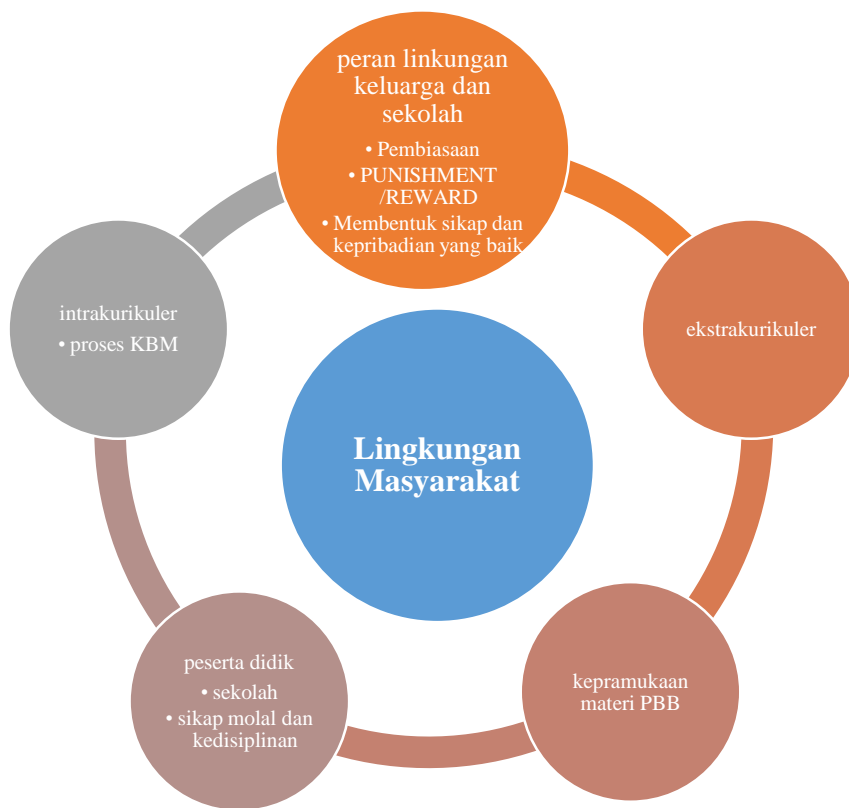 peran linkungan
keluarga dan
sekolah
• Pembiasaan
• PUNISHMENT
/REWARD
• Membentuk sikap dan
kepribadian yang baik
ekstrakurikuler
kepramukaan
materi PBB
peserta didik
• sekolah
• sikap molal dan
kedisiplinan
intrakurikuler
• proses KBM
Lingkungan
Masyarakat